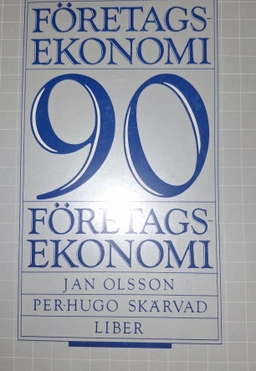 FÖRETAGS-
EKONOMI
90
FÖRETAGS-
EKONOMI
JAN OLSSON
PER-HUGO SKÄRVAD
LIBER